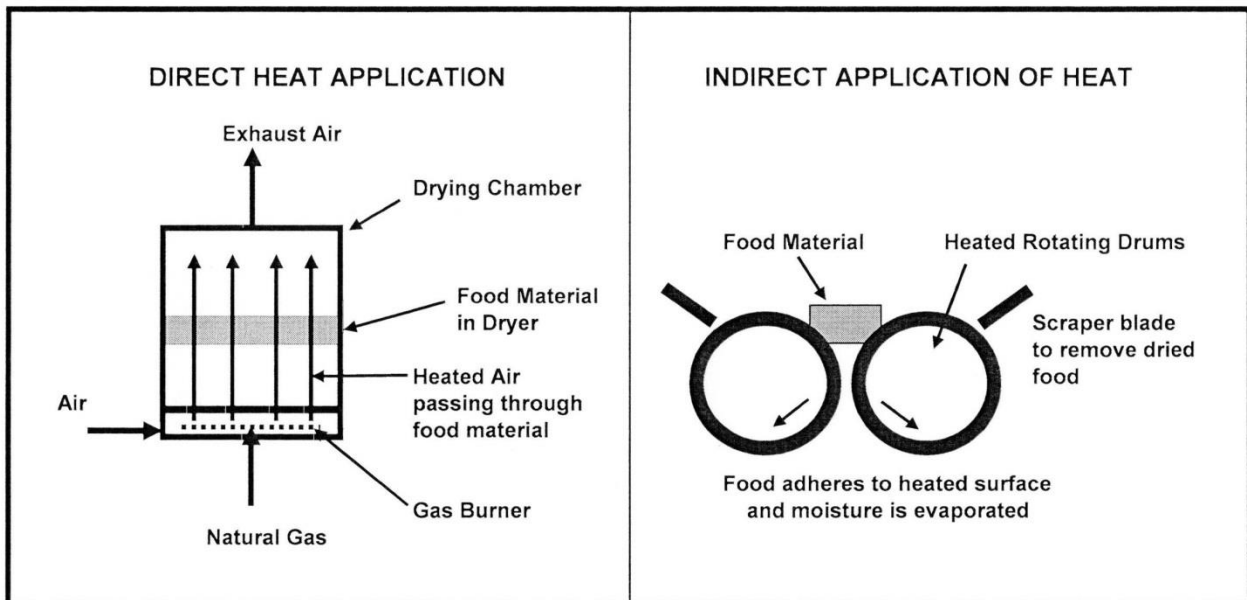 DIRECT HEAT APPLICATION
Exhaust Air
Drying Chamber
Food Material
in Dryer
Heated Air
passing through
food material
Air
Gas Burner
Natural Gas
INDIRECT APPLICATION OF HEAT
Food Material
Heated Rotating Drums
Scraper blade
to remove dried
food
Food adheres to heated surface
and moisture is evaporated